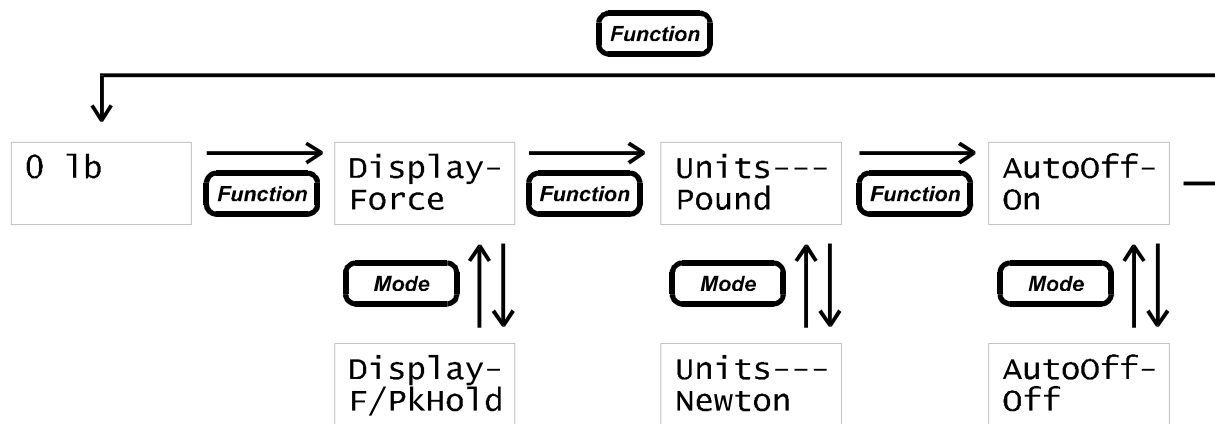 Function
0 lb
Function
Display-
Force
Function
Units---
Pound
Function
AutoOff-
On
Mode
Mode
Mode
Display-
F/PkHold
Units---
Newton
AutoOff-
Off